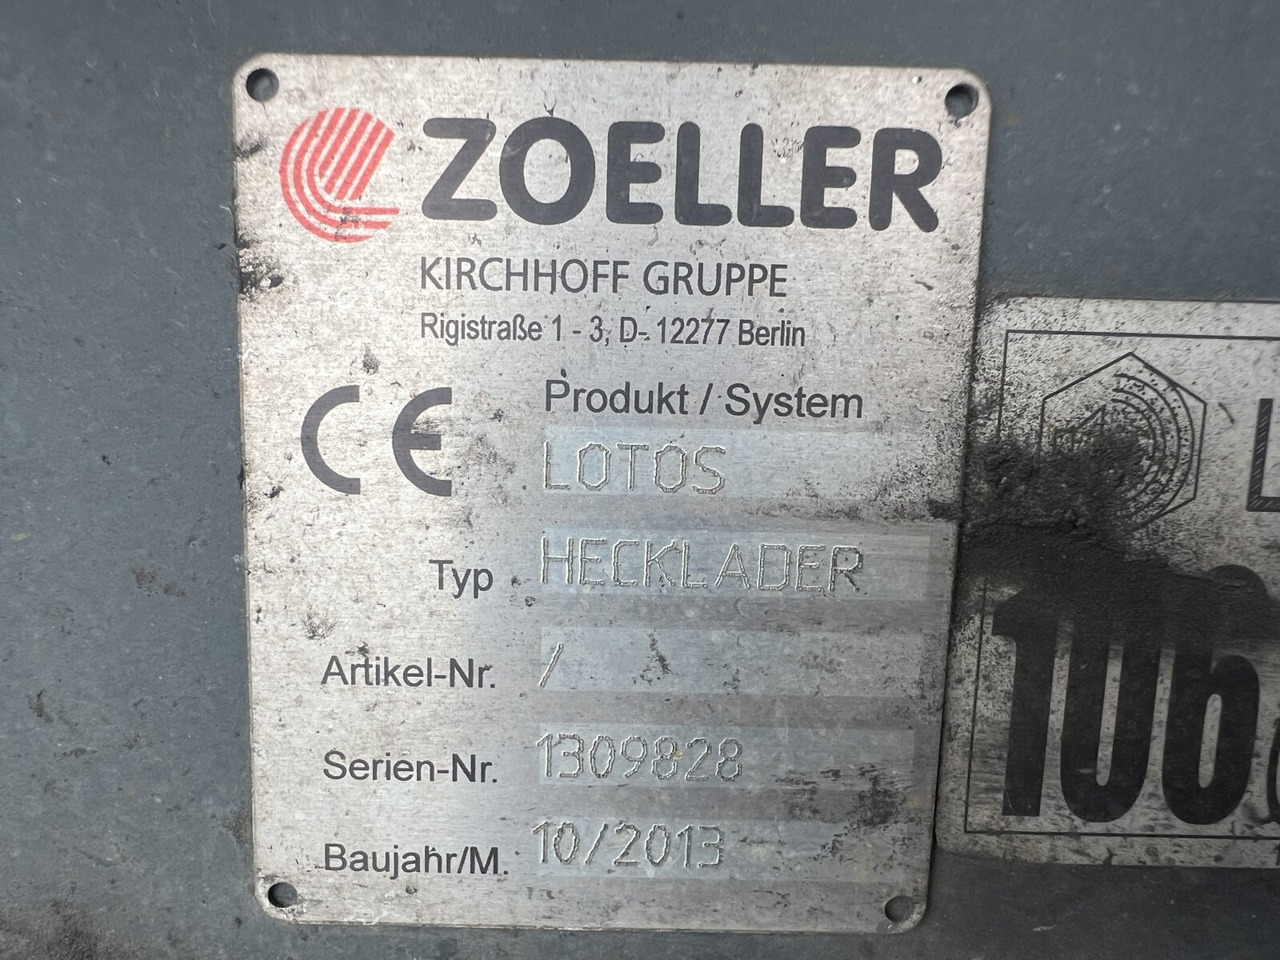 ZOELLER
KIRCHHOFF GRUPPE
Rigistraße 1 - 3, D- 12277 Berlin
CE
Produkt / System
LOTOS
Typ HECKLADER
Artikel-Nr. /
Serien-Nr. 1309828
Baujahr/M. 10/2013
106